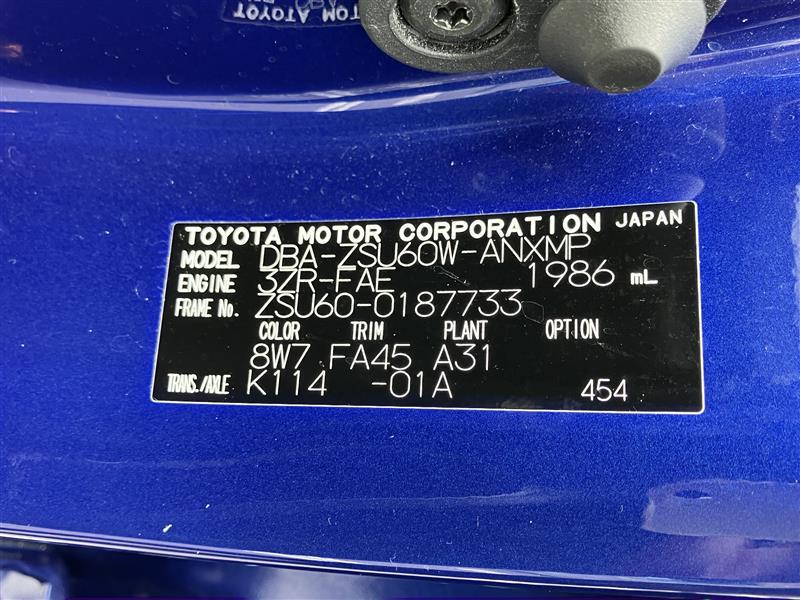 TOYOTA MOTOR CORPORATION JAPAN
MODEL DBA-ZSU60W-ANXMP
ENGINE 3ZR-FAE 1986 mL
FRAME No. ZSU60-0187733
COLOR TRIM PLANT OPTION
8W7 FA45 A31
TRANS./AXLE K114 -01A 454